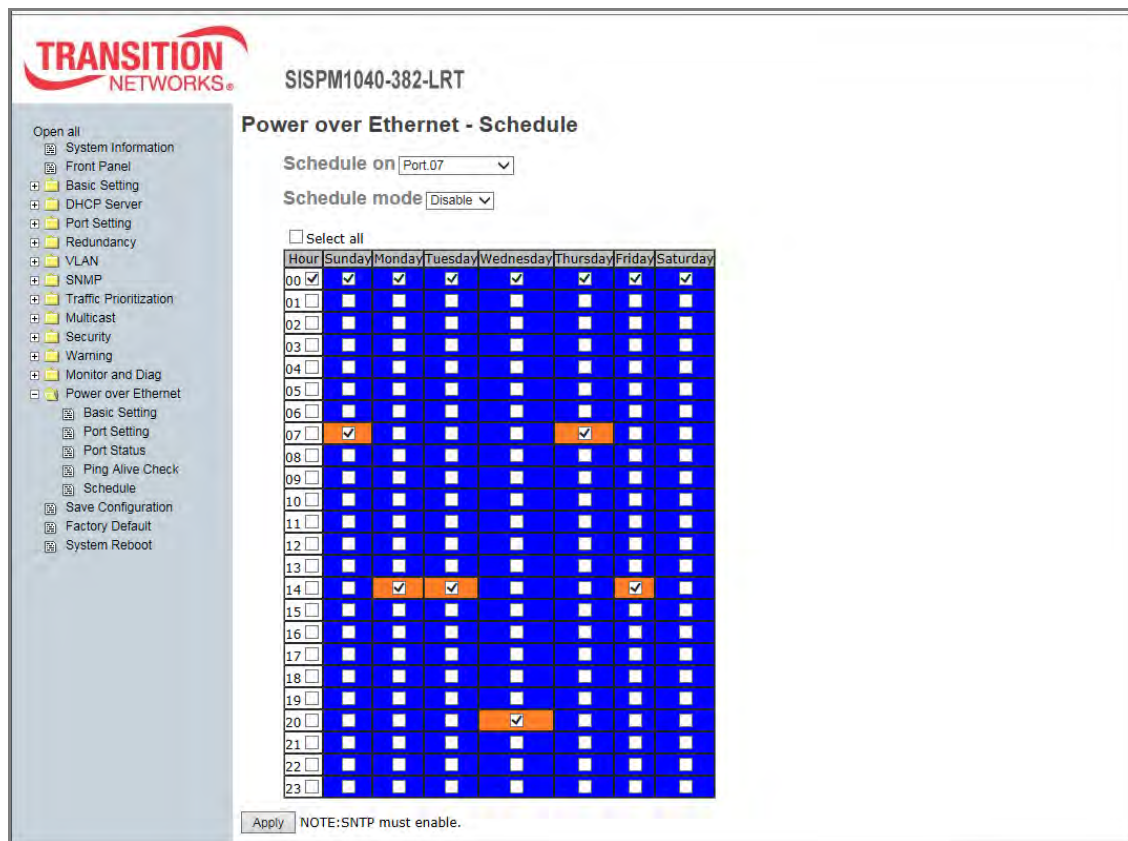 TRANSITION
NETWORKS®
SISPM1040-382-LRT
Open all
System Information
Front Panel
Basic Setting
DHCP Server
Port Setting
Redundancy
VLAN
SNMP
Traffic Prioritization
Multicast
Security
Warning
Monitor and Diag
Power over Ethernet
Basic Setting
Port Setting
Port Status
Ping Alive Check
Schedule
Save Configuration
Factory Default
System Reboot
Power over Ethernet - Schedule
Schedule on Port.07
Schedule mode Disable
Select all
Hour Sunday Monday Tuesday Wednesday Thursday Friday Saturday
00
01
02
03
04
05
06
07
08
09
10
11
12
13
14
15
16
17
18
19
20
21
22
23
Apply NOTE:SNTP must enable.